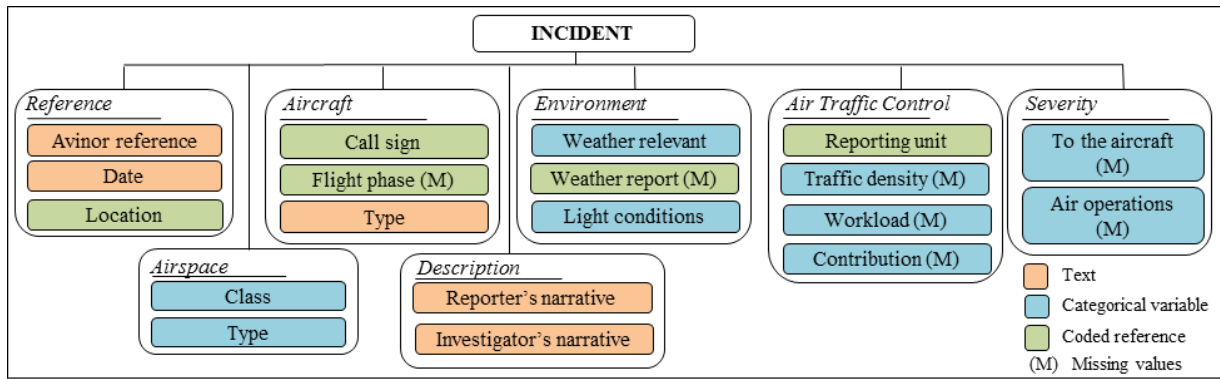 INCIDENT
Reference
Avinor reference
Date
Location
Aircraft
Call sign
Flight phase (M)
Type
Environment
Weather relevant
Weather report (M)
Light conditions
Air Traffic Control
Reporting unit
Traffic density (M)
Workload (M)
Contribution (M)
Severity
To the aircraft
(M)
Air operations
(M)
Airspace
Class
Type
Description
Reporter's narrative
Investigator's narrative
Text
Categorical variable
Coded reference
(M) Missing values